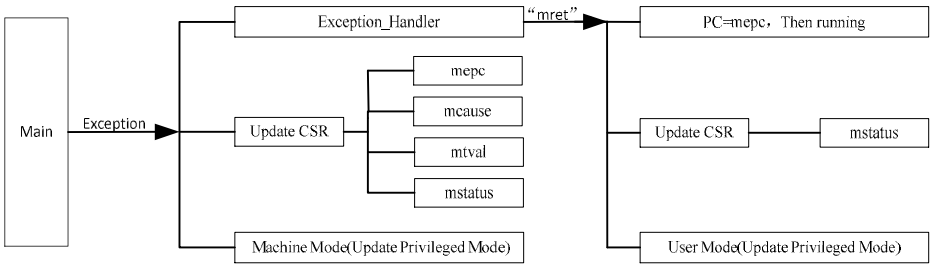 Main
Exception
Exception_Handler
“mret”
PC=mepc，Then running
Update CSR
mepc
mcause
mtval
mstatus
Update CSR
mstatus
Machine Mode(Update Privileged Mode)
User Mode(Update Privileged Mode)